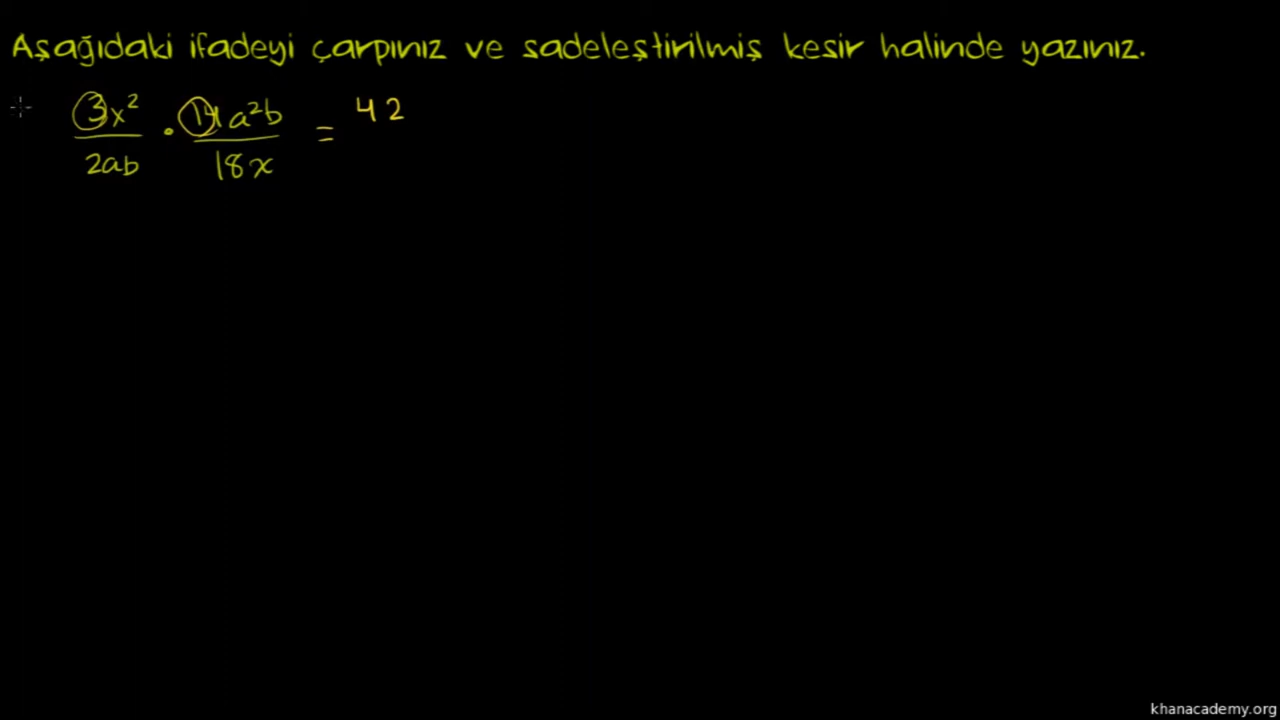 Aşağıdaki ifadeyi çarpınız ve sadeleştirilmiş kesir halinde yazınız.
3x²/2ab · 14a²b/18x = 42
khanacademy.org